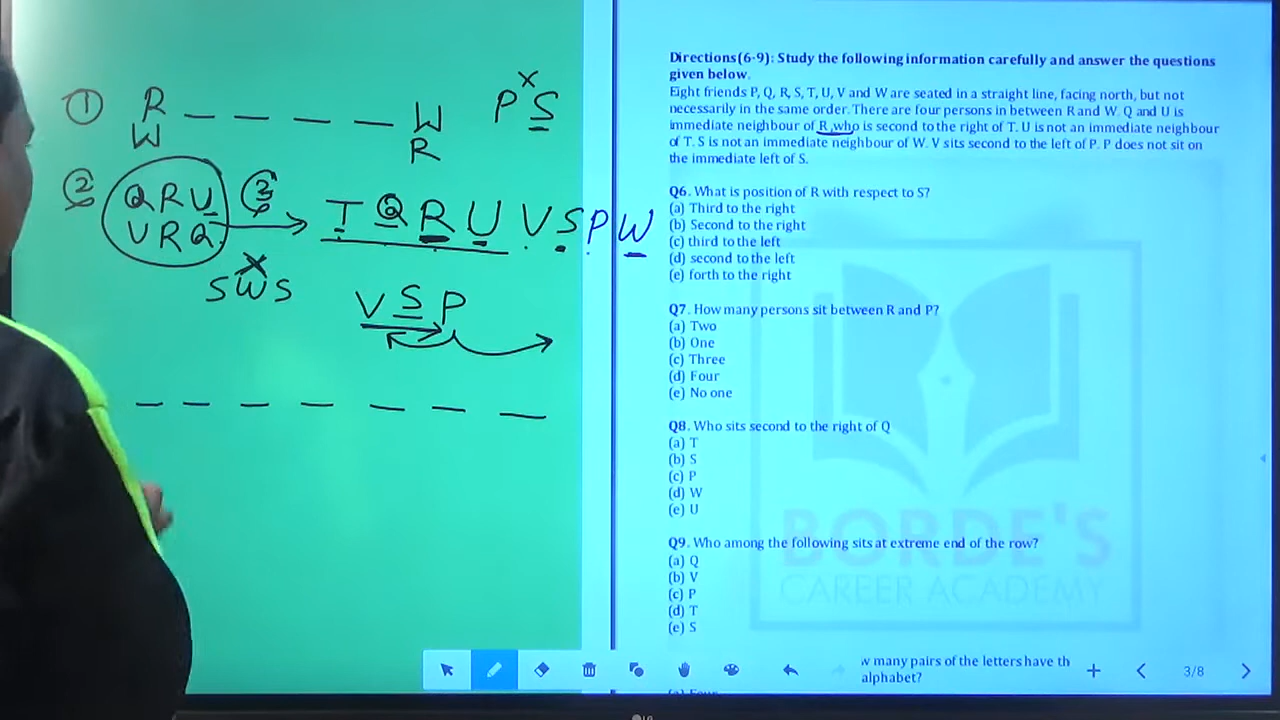 ① R _ _ _ _ W P S
W R
② Q R U ③ T Q R U V S P W
U R Q
S W S
V S P
Directions(6-9): Study the following information carefully and answer the questions
given below.
Eight friends P, Q, R, S, T, U, V and W are seated in a straight line, facing north, but not
necessarily in the same order. There are four persons in between R and W. Q and U is
immediate neighbour of R ,who is second to the right of T. U is not an immediate neighbour
of T. S is not an immediate neighbour of W. V sits second to the left of P. P does not sit on
the immediate left of S.
Q6. What is position of R with respect to S?
(a) Third to the right
(b) Second to the right
(c) third to the left
(d) second to the left
(e) forth to the right
Q7. How many persons sit between R and P?
(a) Two
(b) One
(c) Three
(d) Four
(e) No one
Q8. Who sits second to the right of Q
(a) T
(b) S
(c) P
(d) W
(e) U
Q9. Who among the following sits at extreme end of the row?
(a) Q
(b) V
(c) P
(d) T
(e) S
BORDE'S
CAREER ACADEMY
w many pairs of the letters have th
alphabet?
3/8